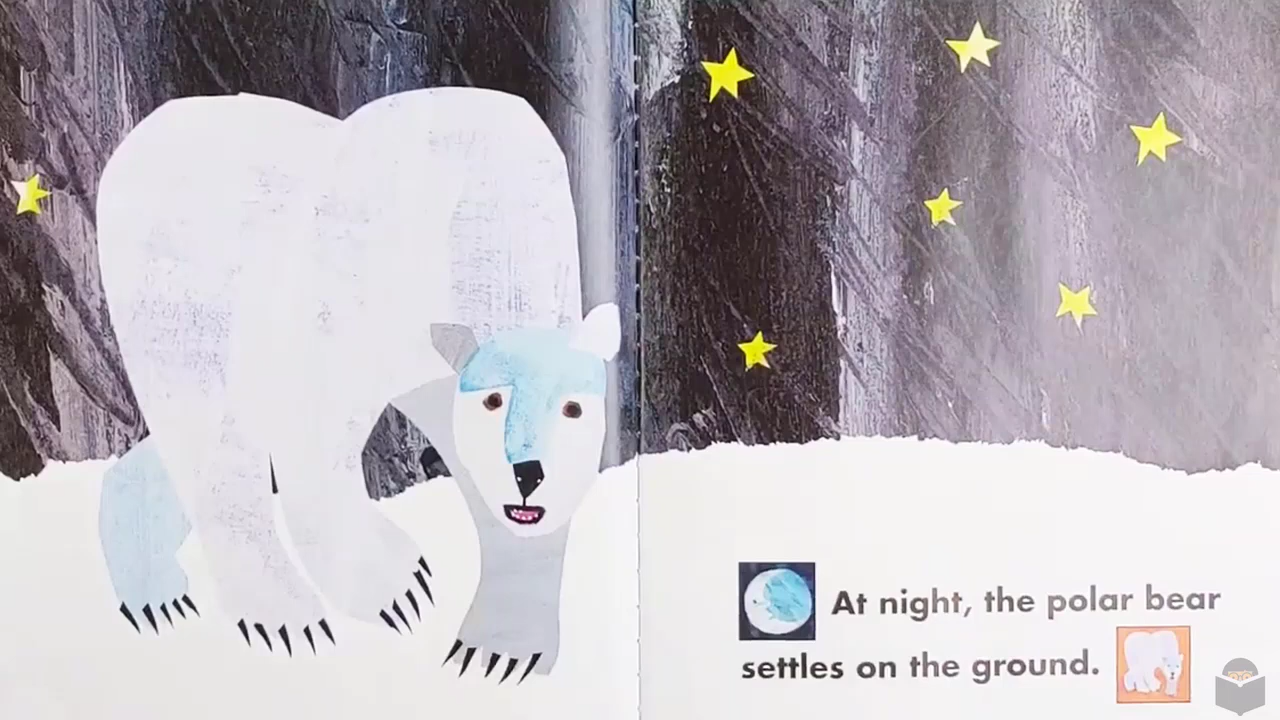 At night, the polar bear
settles on the ground.